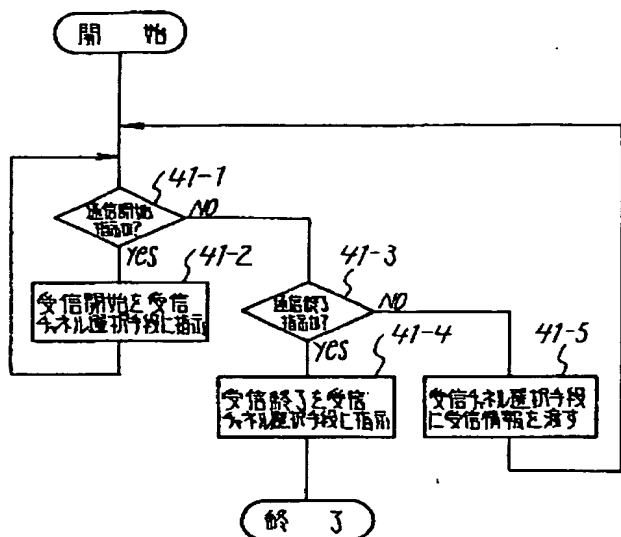 開 始
41-1
通信開始
指示か?
NO
yes
41-2
受信開始を受信
チャネル選択手段に指示
41-3
通信終了
指示か?
NO
yes
41-4
受信終了を受信
チャネル選択手段に指示
41-5
受信チャネル選択手段
に受信情報を渡す
終 了